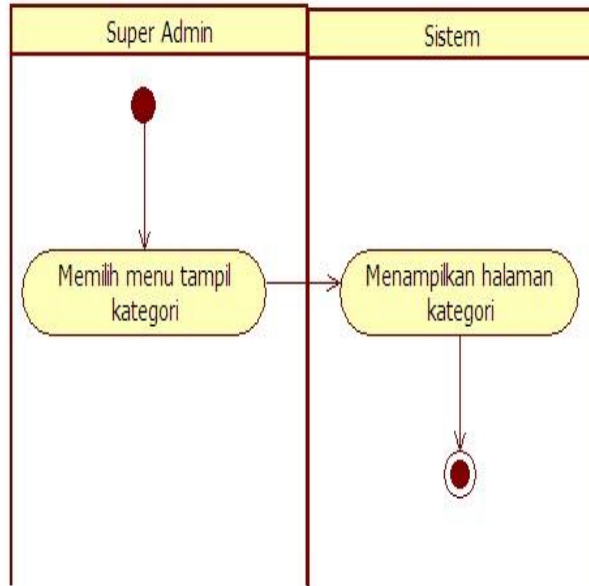 Super Admin
Sistem
Memilih menu tampil
kategori
Menampilkan halaman
kategori